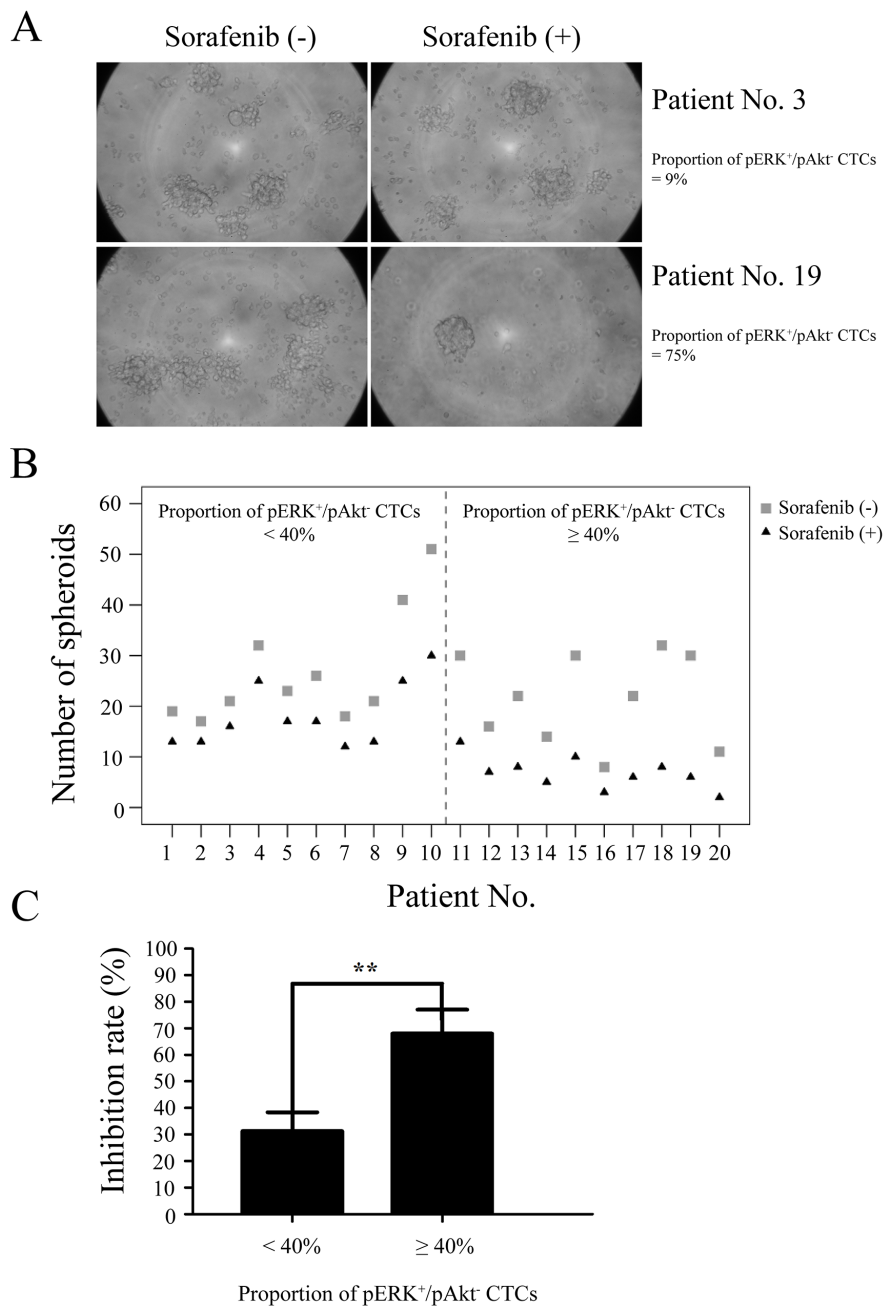 A
Sorafenib (-)
Sorafenib (+)
Patient No. 3
Proportion of pERK⁺/pAkt⁻ CTCs
= 9%
Patient No. 19
Proportion of pERK⁺/pAkt⁻ CTCs
= 75%
B
Number of spheroids
60
50
40
30
20
10
0
Proportion of pERK⁺/pAkt⁻ CTCs
< 40%
Proportion of pERK⁺/pAkt⁻ CTCs
≥ 40%
Sorafenib (-)
Sorafenib (+)
1 2 3 4 5 6 7 8 9 10 11 12 13 14 15 16 17 18 19 20
Patient No.
C
Inhibition rate (%)
100
90
80
70
60
50
40
30
20
10
0
**
< 40%
≥ 40%
Proportion of pERK⁺/pAkt⁻ CTCs